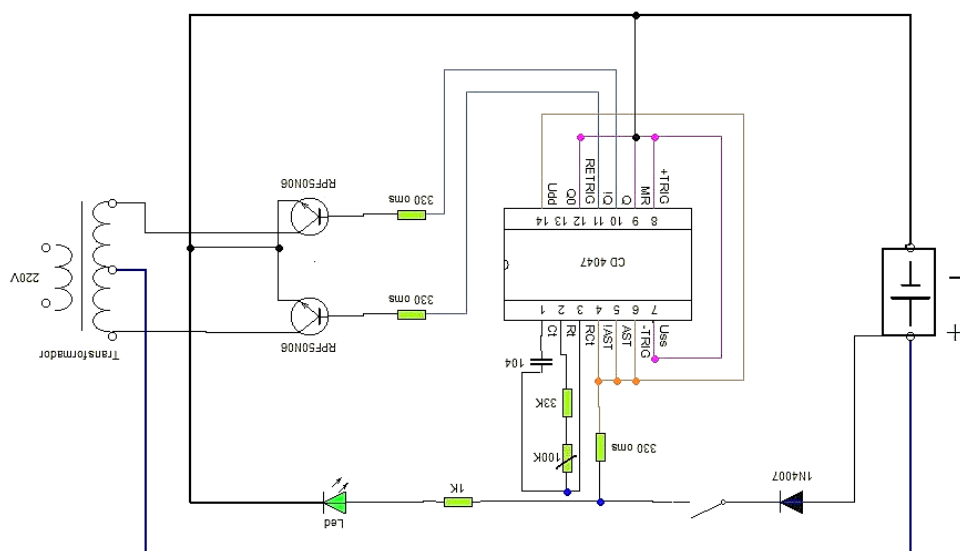 RPF50N06
330 oms
Udd
Q0
RETRIG
iQ
Q
MR
+TRIG
14 13 12 11 10 9 8
CD 4047
1 2 3 4 5 6 7
Ct
Rt
RCt
IAST
AST
-TRIG
Uss
220V
330 oms
RPF50N06
Transformador
104
33K
100K
330 oms
1K
Led
1N4007
-
+